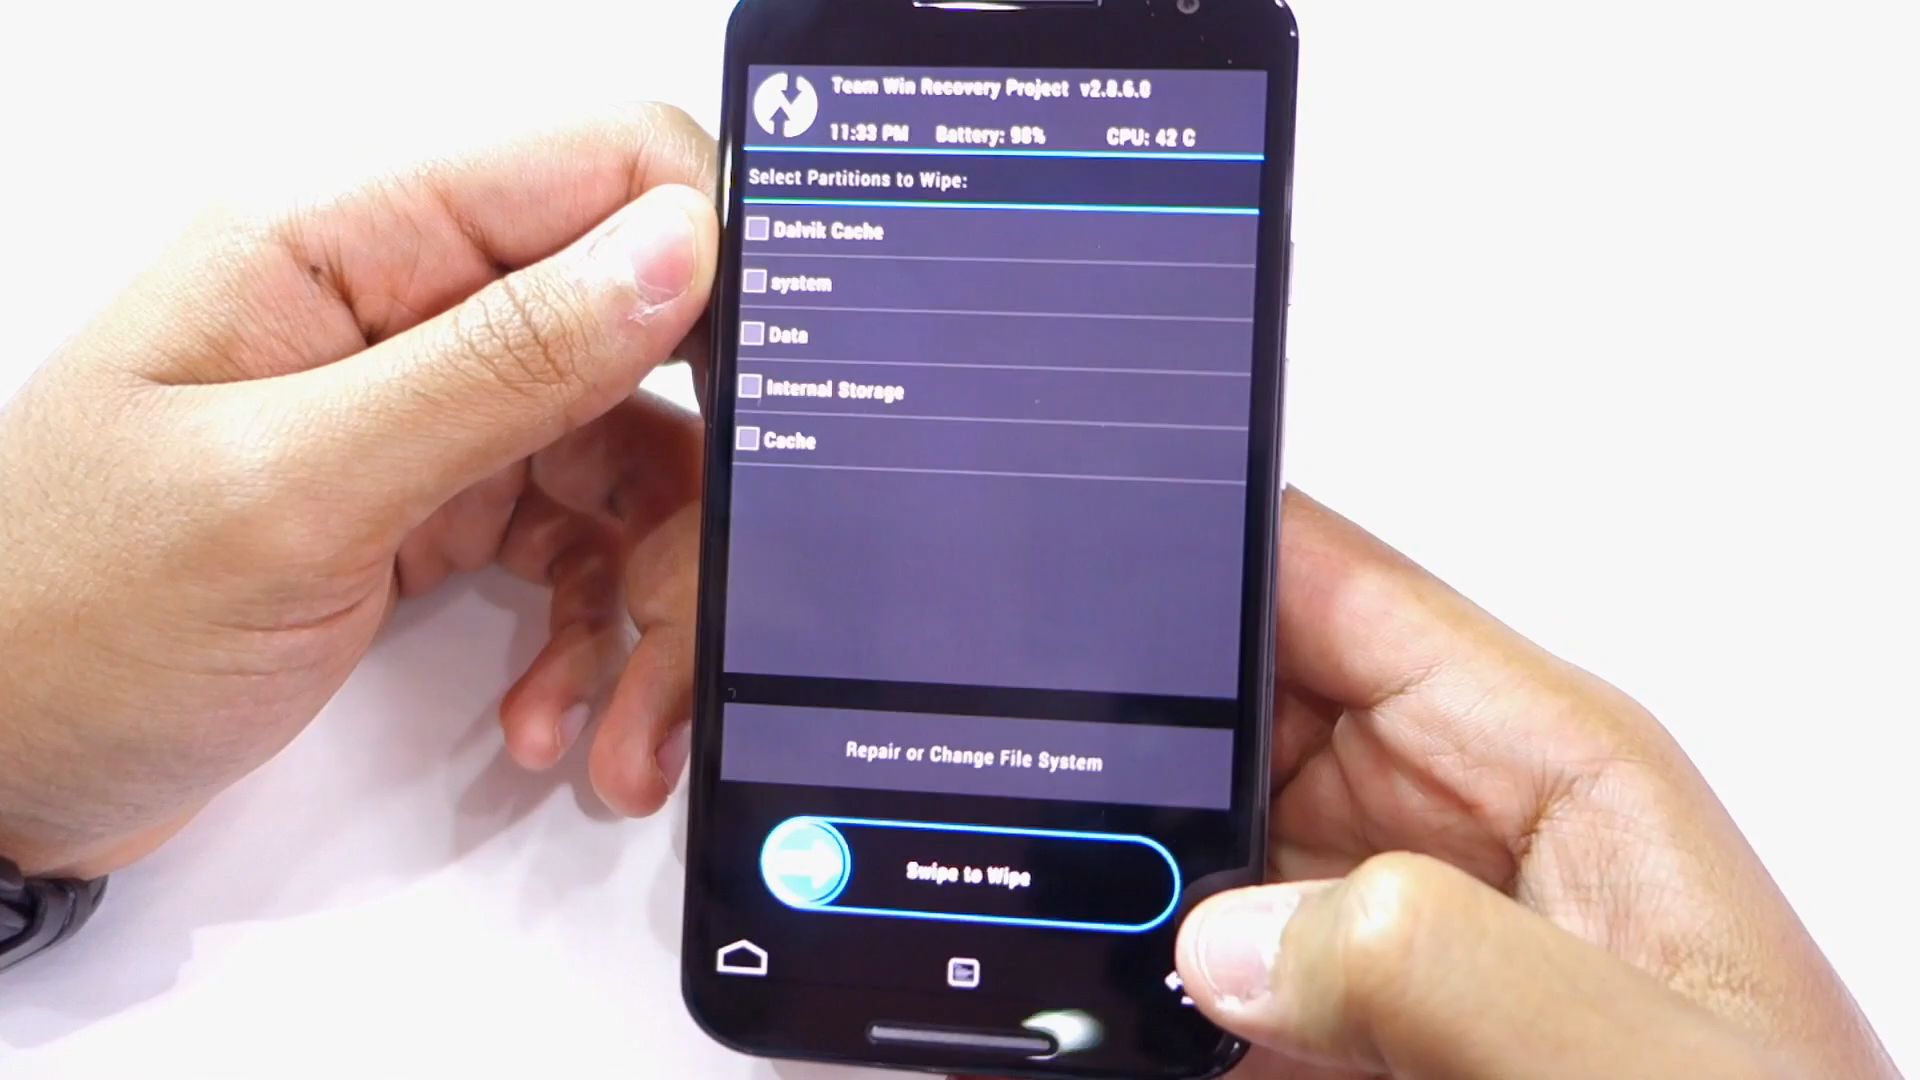 Team Win Recovery Project v2.8.6.0
11:33 PM Battery: 98% CPU: 42 C
Select Partitions to Wipe:
Dalvik Cache
system
Data
Internal Storage
Cache
Repair or Change File System
Swipe to Wipe